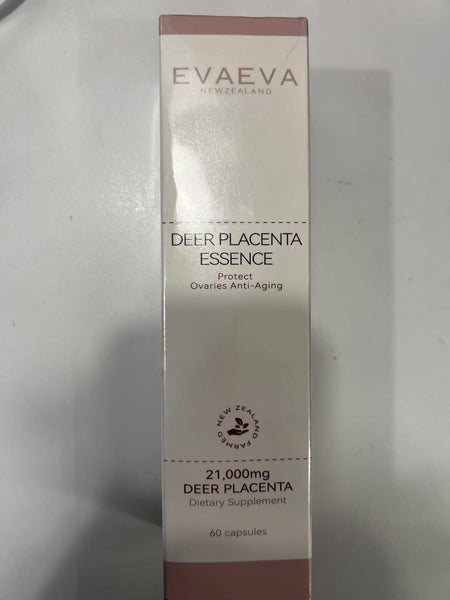 EVAEVA
NEWZEALAND
DEER PLACENTA
ESSENCE
Protect
Ovaries Anti-Aging
NEW ZEALAND
FARMED
21,000mg
DEER PLACENTA
Dietary Supplement
60 capsules